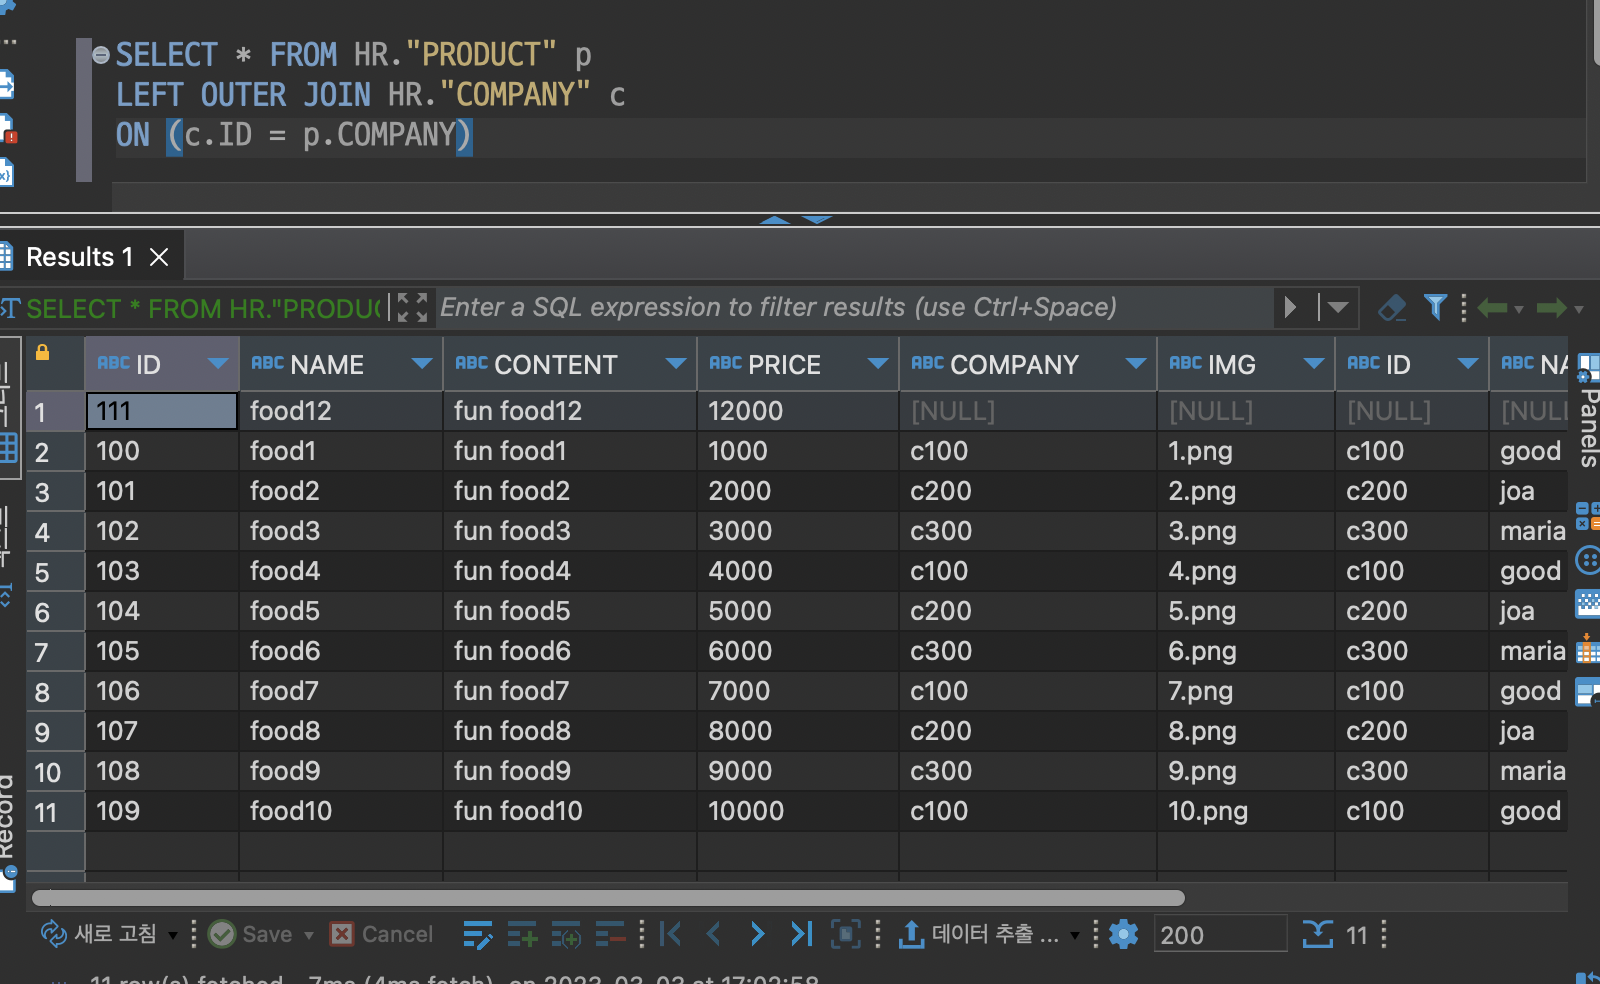 SELECT * FROM HR."PRODUCT" p
LEFT OUTER JOIN HR."COMPANY" c
ON (c.ID = p.COMPANY)
Results 1
SELECT * FROM HR."PRODUC
Enter a SQL expression to filter results (use Ctrl+Space)
ABC ID ABC NAME ABC CONTENT ABC PRICE ABC COMPANY ABC IMG ABC ID ABC NA
1 111 food12 fun food12 12000 [NULL] [NULL] [NULL] [NULL
2 100 food1 fun food1 1000 c100 1.png c100 good
3 101 food2 fun food2 2000 c200 2.png c200 joa
4 102 food3 fun food3 3000 c300 3.png c300 maria
5 103 food4 fun food4 4000 c100 4.png c100 good
6 104 food5 fun food5 5000 c200 5.png c200 joa
7 105 food6 fun food6 6000 c300 6.png c300 maria
8 106 food7 fun food7 7000 c100 7.png c100 good
9 107 food8 fun food8 8000 c200 8.png c200 joa
10 108 food9 fun food9 9000 c300 9.png c300 maria
11 109 food10 fun food10 10000 c100 10.png c100 good
Panels
Record
새로 고침 Save Cancel 데이터 추출 ... 200 11
11 row(s) fetched - 7ms (4ms fetch), on 2023-03-03 at 17:02:58